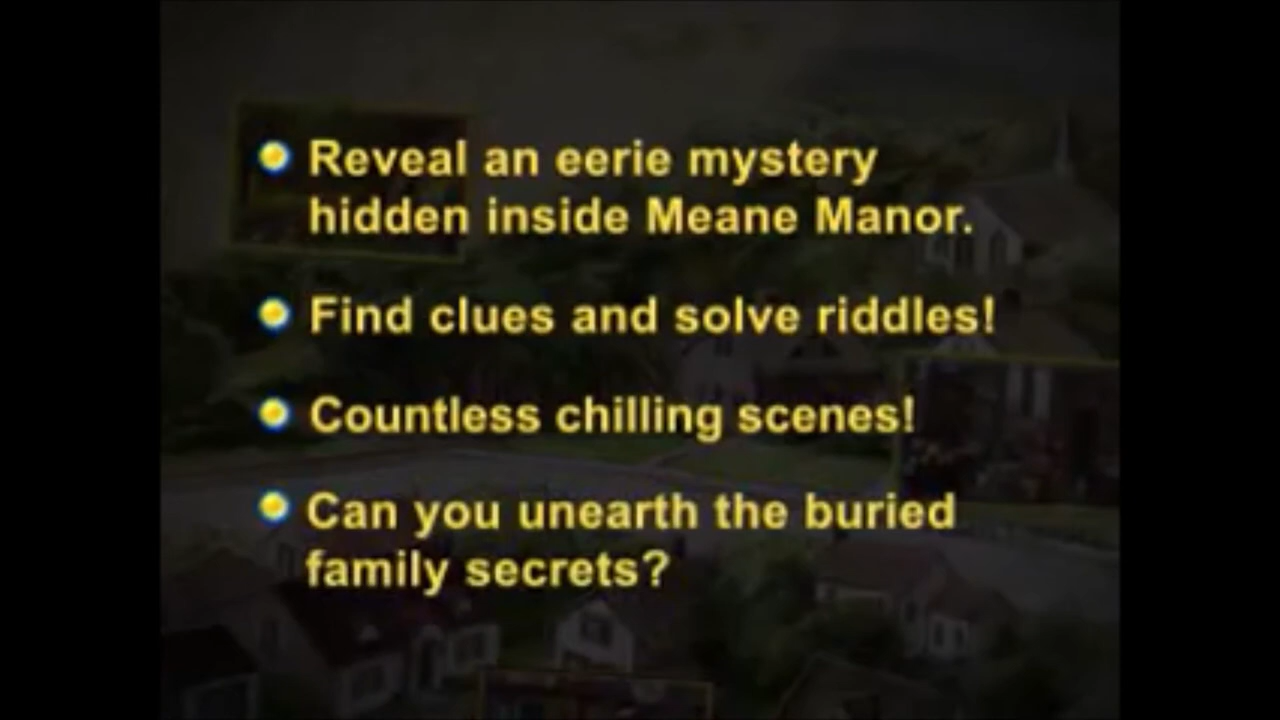 Reveal an eerie mystery
hidden inside Meane Manor.
Find clues and solve riddles!
Countless chilling scenes!
Can you unearth the buried
family secrets?